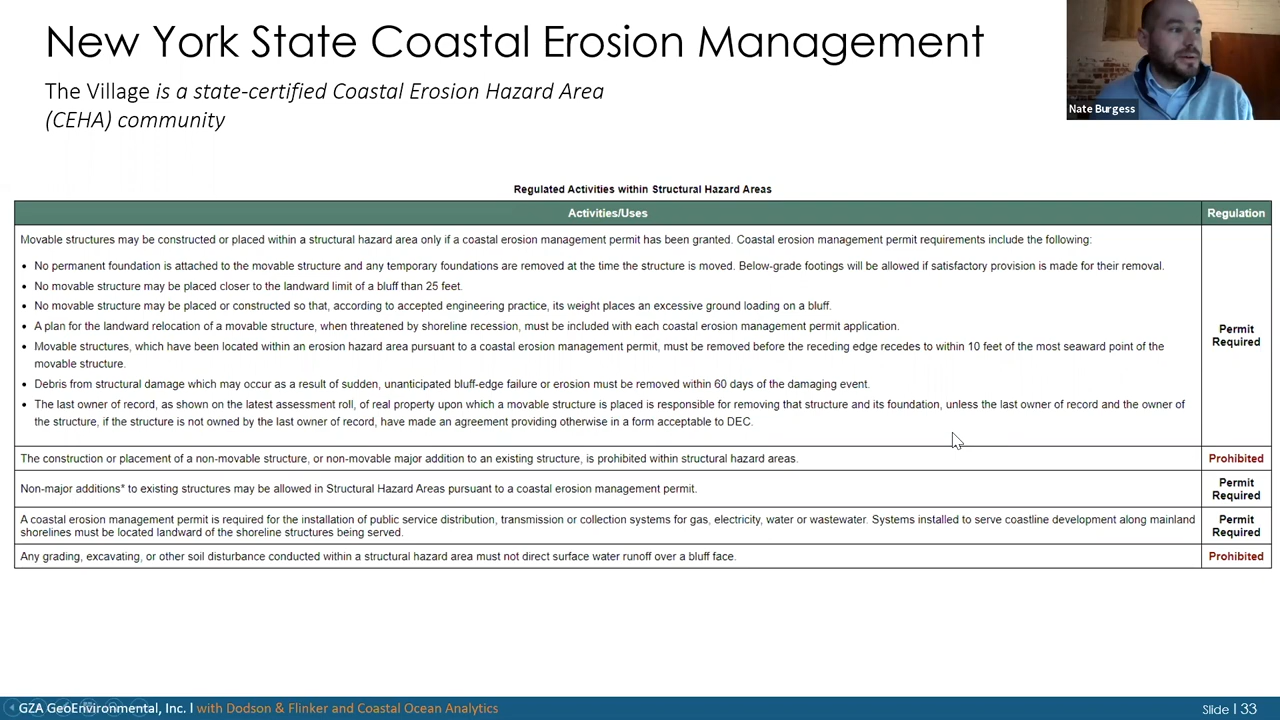 New York State Coastal Erosion Management
The Village is a state-certified Coastal Erosion Hazard Area
(CEHA) community
Nate Burgess
Regulated Activities within Structural Hazard Areas
Activities/Uses
Regulation
Movable structures may be constructed or placed within a structural hazard area only if a coastal erosion management permit has been granted. Coastal erosion management permit requirements include the following:
• No permanent foundation is attached to the movable structure and any temporary foundations are removed at the time the structure is moved. Below-grade footings will be allowed if satisfactory provision is made for their removal.
• No movable structure may be placed closer to the landward limit of a bluff than 25 feet.
• No movable structure may be placed or constructed so that, according to accepted engineering practice, its weight places an excessive ground loading on a bluff.
• A plan for the landward relocation of a movable structure, when threatened by shoreline recession, must be included with each coastal erosion management permit application.
• Movable structures, which have been located within an erosion hazard area pursuant to a coastal erosion management permit, must be removed before the receding edge recedes to within 10 feet of the most seaward point of the
movable structure.
• Debris from structural damage which may occur as a result of sudden, unanticipated bluff-edge failure or erosion must be removed within 60 days of the damaging event.
• The last owner of record, as shown on the latest assessment roll, of real property upon which a movable structure is placed is responsible for removing that structure and its foundation, unless the last owner of record and the owner of
the structure, if the structure is not owned by the last owner of record, have made an agreement providing otherwise in a form acceptable to DEC.
Permit
Required
The construction or placement of a non-movable structure, or non-movable major addition to an existing structure, is prohibited within structural hazard areas.
Prohibited
Non-major additions* to existing structures may be allowed in Structural Hazard Areas pursuant to a coastal erosion management permit.
Permit
Required
A coastal erosion management permit is required for the installation of public service distribution, transmission or collection systems for gas, electricity, water or wastewater. Systems installed to serve coastline development along mainland
shorelines must be located landward of the shoreline structures being served.
Permit
Required
Any grading, excavating, or other soil disturbance conducted within a structural hazard area must not direct surface water runoff over a bluff face.
Prohibited
GZA GeoEnvironmental, Inc. | with Dodson & Flinker and Coastal Ocean Analytics
Slide | 33